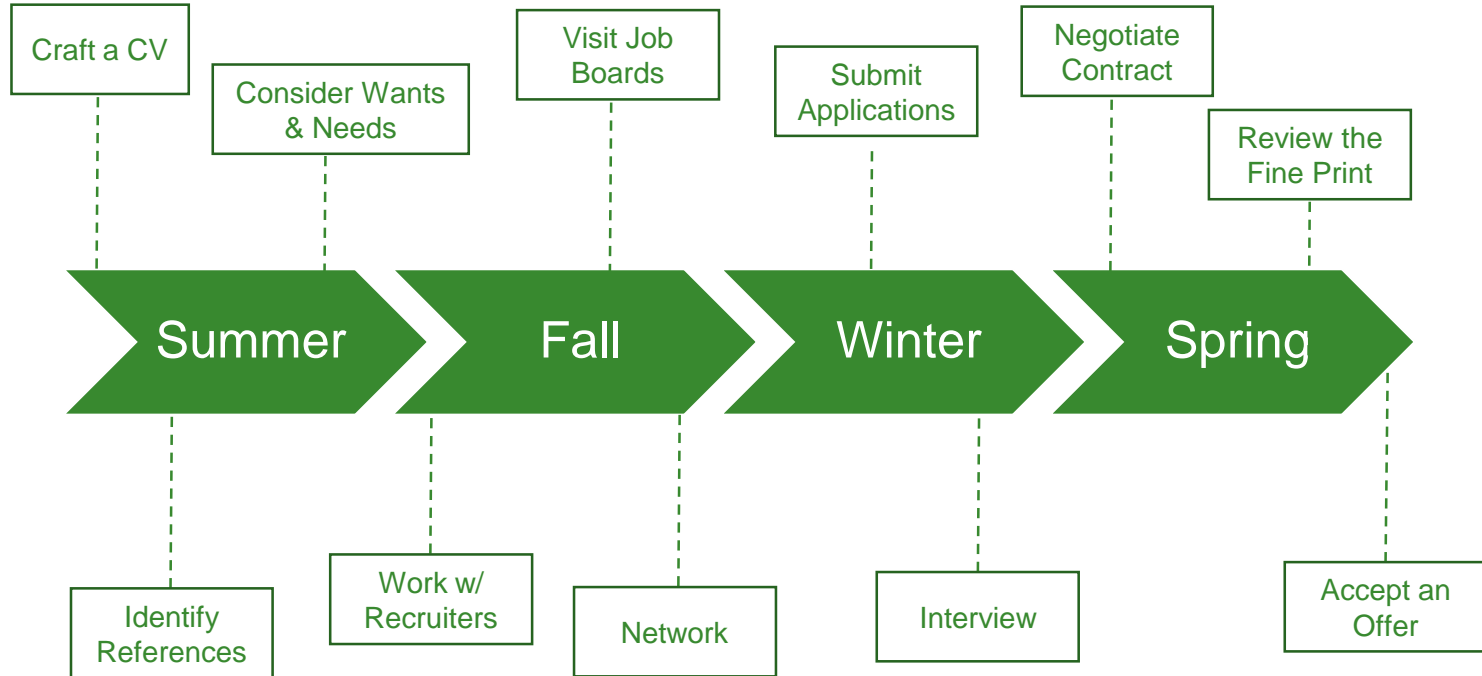 Craft a CV
Consider Wants
& Needs
Visit Job
Boards
Submit
Applications
Negotiate
Contract
Review the
Fine Print
Summer
Fall
Winter
Spring
Identify
References
Work w/
Recruiters
Network
Interview
Accept an
Offer